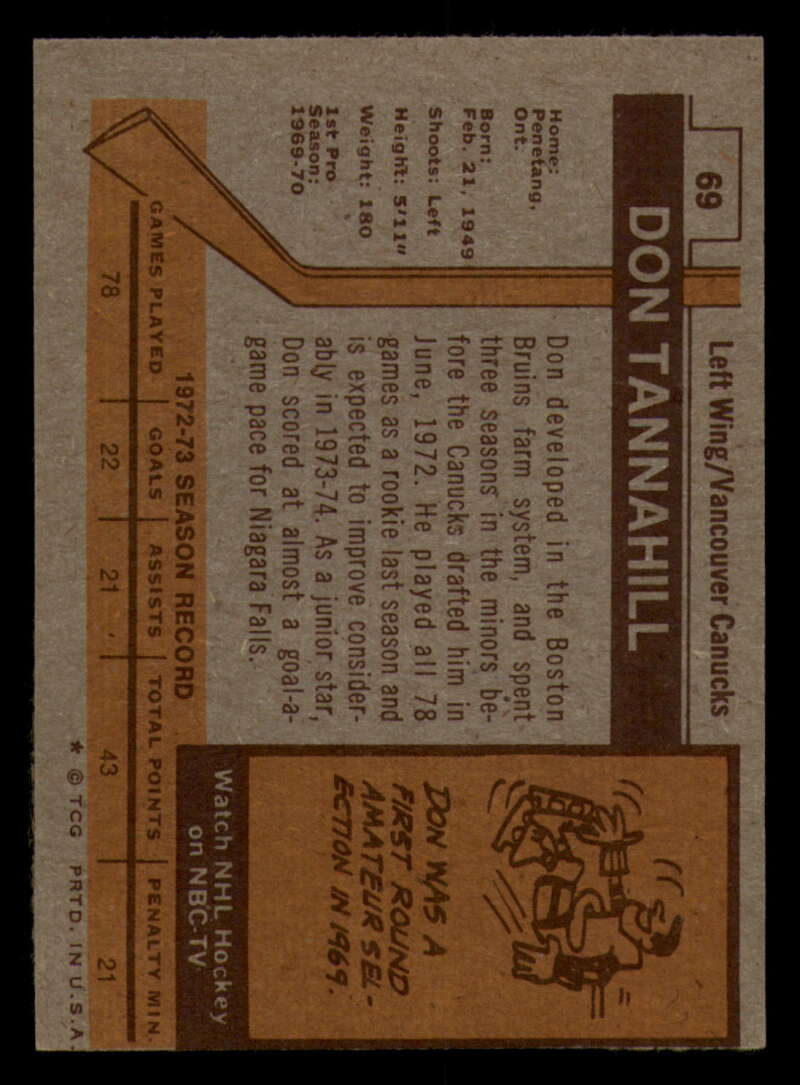 69
Left Wing/Vancouver Canucks
DON TANNAHILL
Home:
Penetang,
Ont.
Born:
Feb. 21, 1949
Shoots: Left
Height: 5'11"
Weight: 180
1st Pro
Season:
1969-70
Don developed in the Boston
Bruins farm system, and spent
three seasons in the minors be-
fore the Canucks drafted him in
June, 1972. He played all 78
games as a rookie last season and
is expected to improve consider-
ably in 1973-74. As a junior star,
Don scored at almost a goal-a-
game pace for Niagara Falls.
DON WAS A
FIRST ROUND
AMATEUR SEL-
ECTION IN 1969.
Watch NHL Hockey
on NBC-TV
1972-73 SEASON RECORD
GAMES PLAYED GOALS ASSISTS TOTAL POINTS PENALTY MIN.
78 22 21 43 21
* © TCG PRTD. IN U.S.A.